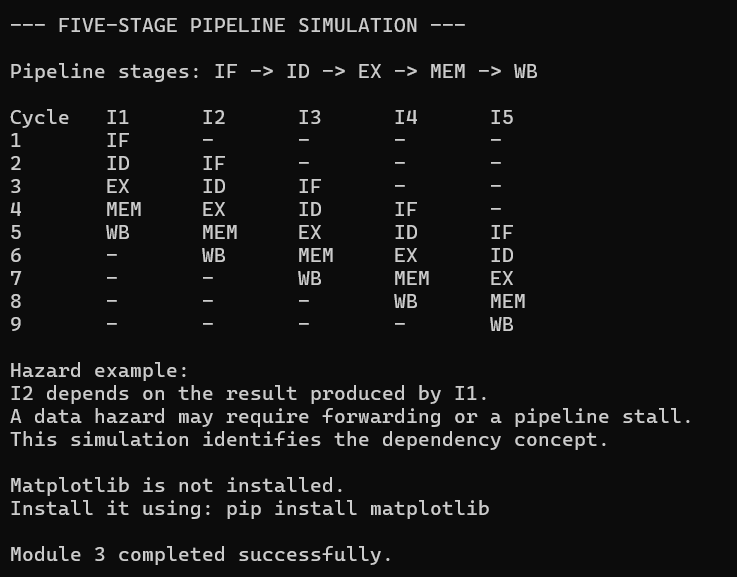 --- FIVE-STAGE PIPELINE SIMULATION ---
Pipeline stages: IF -> ID -> EX -> MEM -> WB
Cycle   I1      I2      I3      I4      I5
1       IF      -       -       -       -
2       ID      IF      -       -       -
3       EX      ID      IF      -       -
4       MEM     EX      ID      IF      -
5       WB      MEM     EX      ID      IF
6       -       WB      MEM     EX      ID
7       -       -       WB      MEM     EX
8       -       -       -       WB      MEM
9       -       -       -       -       WB
Hazard example:
I2 depends on the result produced by I1.
A data hazard may require forwarding or a pipeline stall.
This simulation identifies the dependency concept.
Matplotlib is not installed.
Install it using: pip install matplotlib
Module 3 completed successfully.